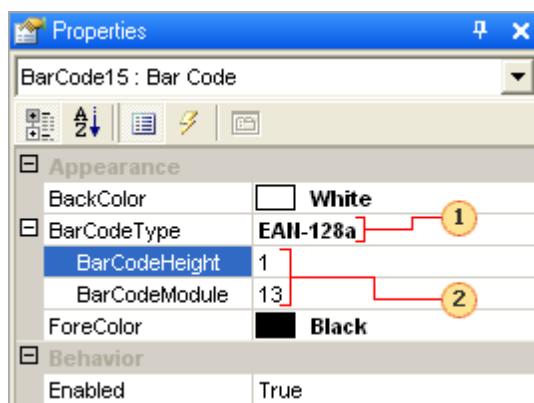 Properties
BarCode15 : Bar Code
A
Z
Appearance
BackColor White
BarCodeType EAN-128a 1
BarCodeHeight 1
BarCodeModule 13 2
ForeColor Black
Behavior
Enabled True